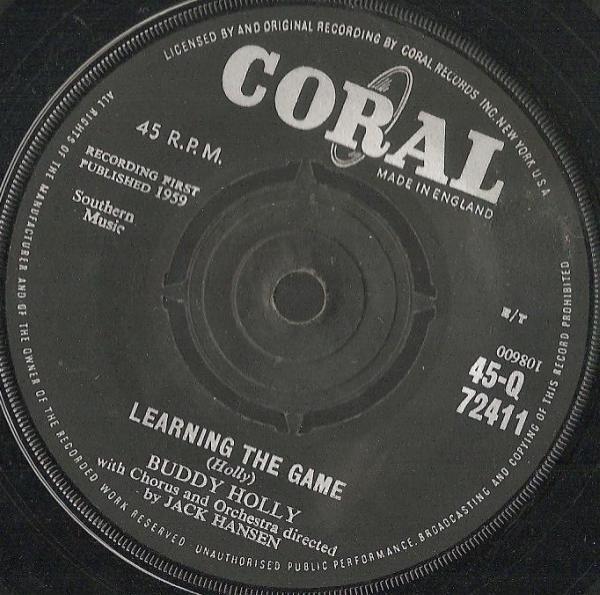 LICENSED BY AND ORIGINAL RECORDING BY CORAL RECORDS INC. NEW YORK U S A
CORAL
MADE IN ENGLAND
45 R.P.M.
RECORDING FIRST
PUBLISHED 1959
Southern
Music
E/T
108600
45-Q
72411
LEARNING THE GAME
(Holly)
BUDDY HOLLY
with Chorus and Orchestra directed
by JACK HANSEN
ALL RIGHTS OF THE MANUFACTURER AND OF THE OWNER OF THE RECORDED WORK RESERVED. UNAUTHORISED PUBLIC PERFORMANCE, BROADCASTING AND COPYING OF THIS RECORD PROHIBITED